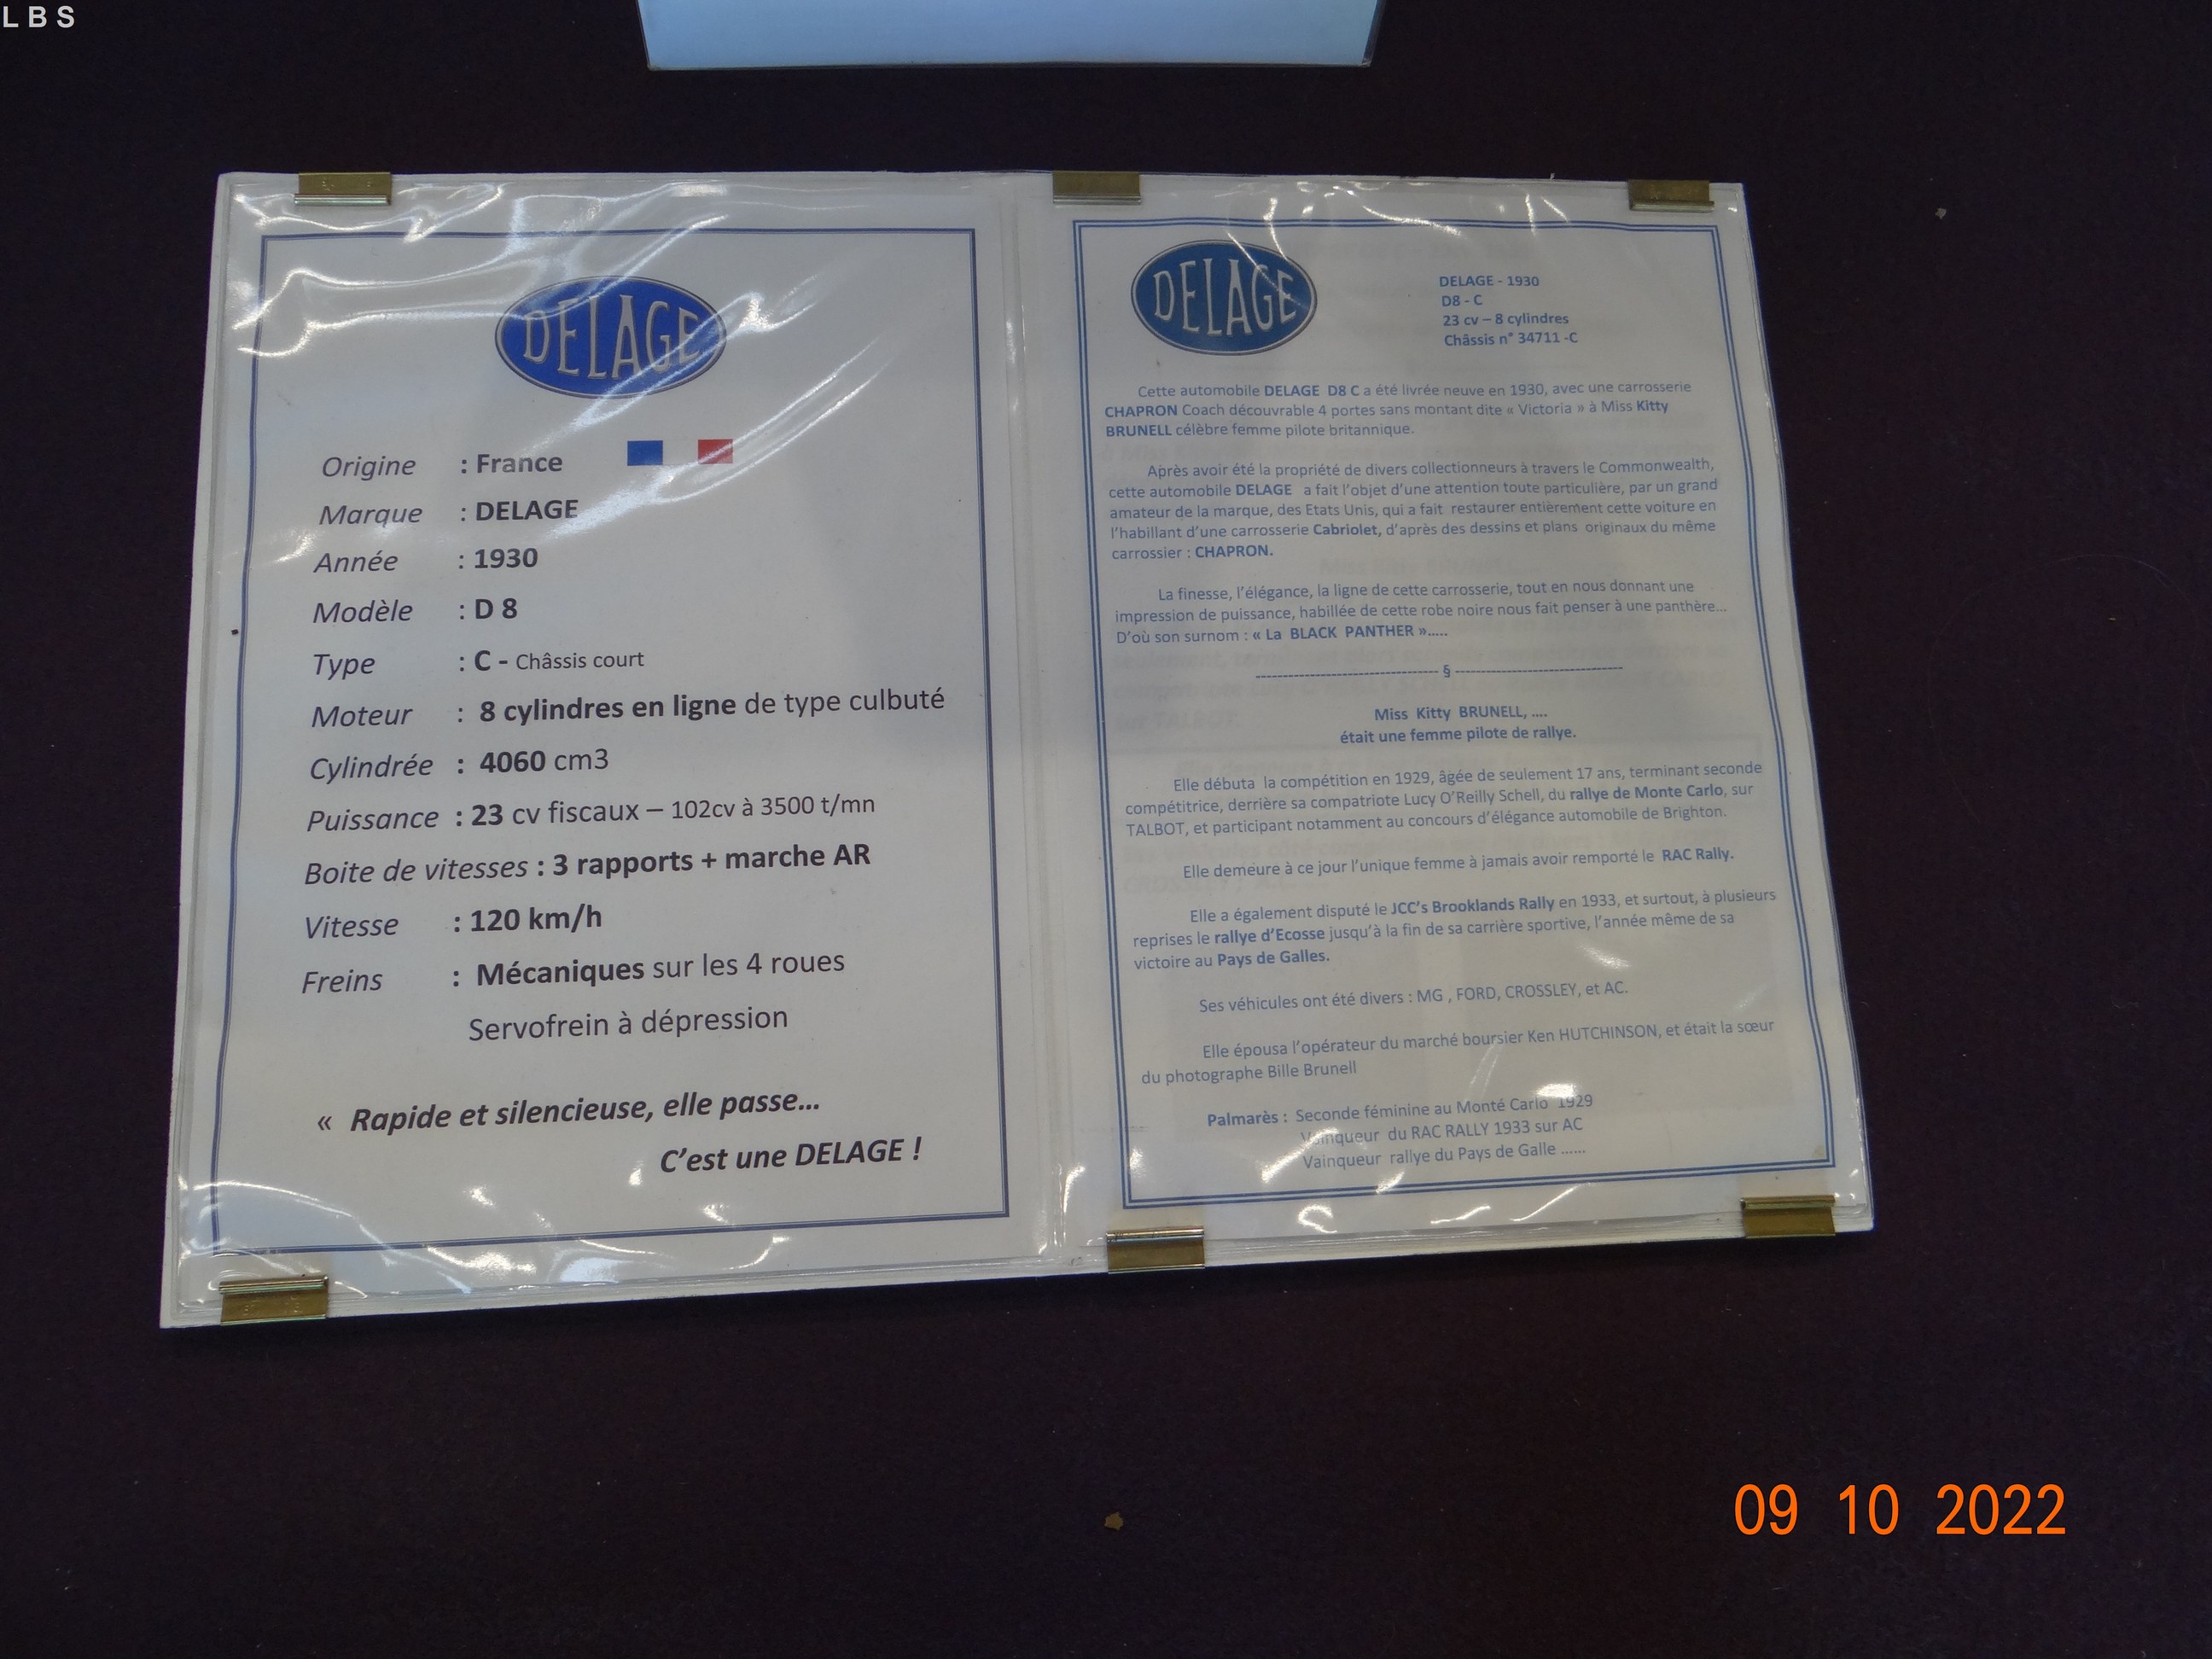 L B S
DELAGE
Origine : France
Marque : DELAGE
Année : 1930
Modèle : D 8
Type : C - Châssis court
Moteur : 8 cylindres en ligne de type culbuté
Cylindrée : 4060 cm3
Puissance : 23 cv fiscaux – 102cv à 3500 t/mn
Boite de vitesses : 3 rapports + marche AR
Vitesse : 120 km/h
Freins : Mécaniques sur les 4 roues
Servofrein à dépression
« Rapide et silencieuse, elle passe...
C'est une DELAGE !
DELAGE
DELAGE - 1930
D8 - C
23 cv – 8 cylindres
Châssis n° 34711 -C
Cette automobile DELAGE D8 C a été livrée neuve en 1930, avec une carrosserie
CHAPRON Coach découvrable 4 portes sans montant dite « Victoria » à Miss Kitty
BRUNELL célèbre femme pilote britannique.
Après avoir été la propriété de divers collectionneurs à travers le Commonwealth,
cette automobile DELAGE a fait l'objet d'une attention toute particulière, par un grand
amateur de la marque, des Etats Unis, qui a fait restaurer entièrement cette voiture en
l'habillant d'une carrosserie Cabriolet, d'après des dessins et plans originaux du même
carrossier : CHAPRON.
La finesse, l'élégance, la ligne de cette carrosserie, tout en nous donnant une
impression de puissance, habillée de cette robe noire nous fait penser à une panthère...
D'où son surnom : « La BLACK PANTHER ».....
§
Miss Kitty BRUNELL, ....
était une femme pilote de rallye.
Elle débuta la compétition en 1929, âgée de seulement 17 ans, terminant seconde
compétitrice, derrière sa compatriote Lucy O'Reilly Schell, du rallye de Monte Carlo, sur
TALBOT, et participant notamment au concours d'élégance automobile de Brighton.
Elle demeure à ce jour l'unique femme à jamais avoir remporté le RAC Rally.
Elle a également disputé le JCC's Brooklands Rally en 1933, et surtout, à plusieurs
reprises le rallye d'Ecosse jusqu'à la fin de sa carrière sportive, l'année même de sa
victoire au Pays de Galles.
Ses véhicules ont été divers : MG , FORD, CROSSLEY, et AC.
Elle épousa l'opérateur du marché boursier Ken HUTCHINSON, et était la sœur
du photographe Bille Brunell
Palmarès : Seconde féminine au Monté Carlo 1929
Vainqueur du RAC RALLY 1933 sur AC
Vainqueur rallye du Pays de Galle ......
09 10 2022